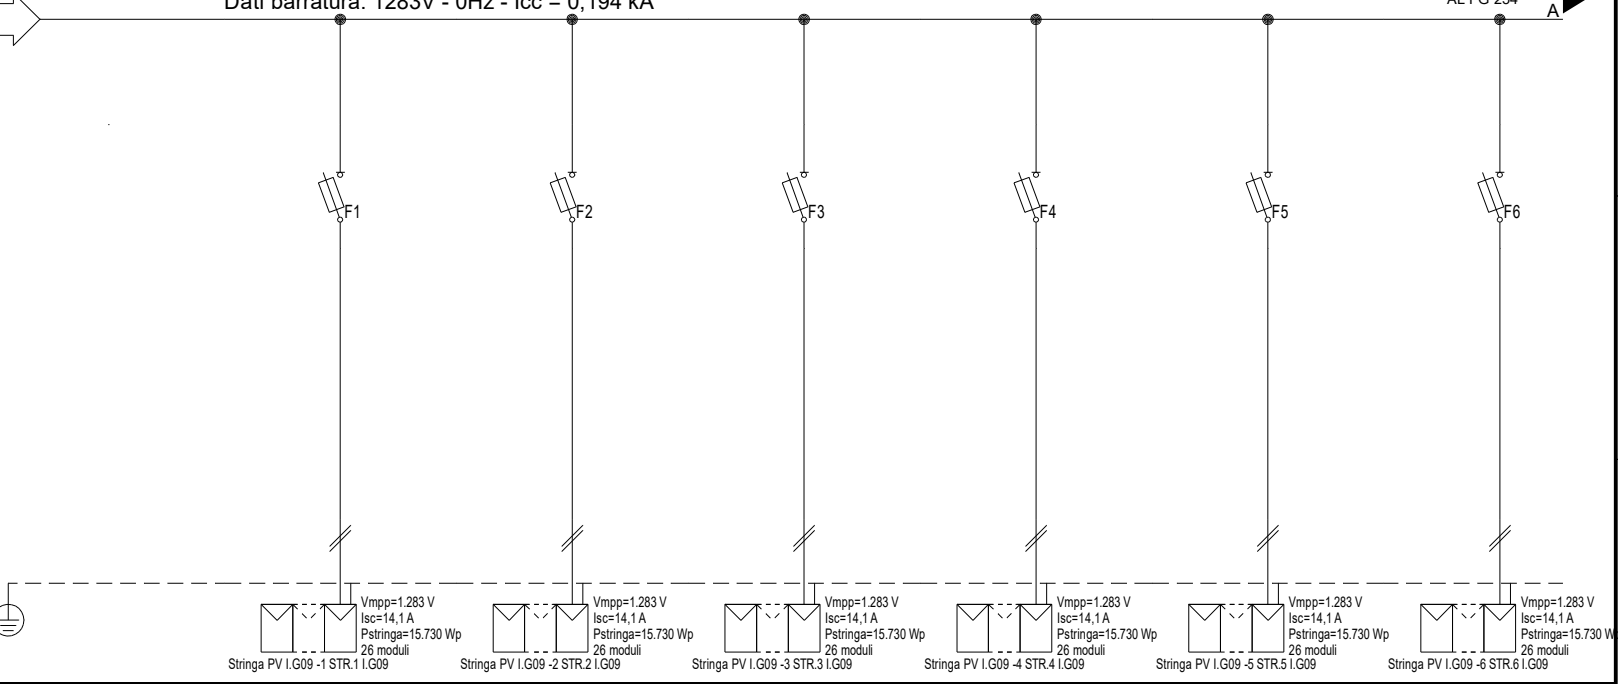 Dati barratura: 1283V - 0Hz - Icc = 0,194 kA
A
F1
F2
F3
F4
F5
F6
Vmpp=1.283 V
Isc=14,1 A
Pstringa=15.730 Wp
26 moduli
Stringa PV I.G09 -1 STR.1 I.G09
Vmpp=1.283 V
Isc=14,1 A
Pstringa=15.730 Wp
26 moduli
Stringa PV I.G09 -2 STR.2 I.G09
Vmpp=1.283 V
Isc=14,1 A
Pstringa=15.730 Wp
26 moduli
Stringa PV I.G09 -3 STR.3 I.G09
Vmpp=1.283 V
Isc=14,1 A
Pstringa=15.730 Wp
26 moduli
Stringa PV I.G09 -4 STR.4 I.G09
Vmpp=1.283 V
Isc=14,1 A
Pstringa=15.730 Wp
26 moduli
Stringa PV I.G09 -5 STR.5 I.G09
Vmpp=1.283 V
Isc=14,1 A
Pstringa=15.730 W
26 moduli
Stringa PV I.G09 -6 STR.6 I.G09